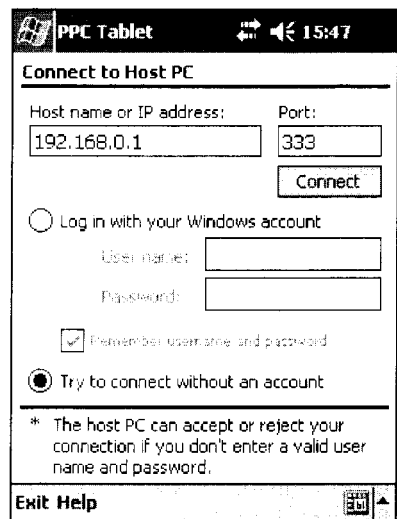 PPC Tablet 15:47
Connect to Host PC
Host name or IP address: Port:
192.168.0.1 333
Connect
Log in with your Windows account
User name:
Password:
Remember username and password
Try to connect without an account
* The host PC can accept or reject your
connection if you don't enter a valid user
name and password.
Exit Help